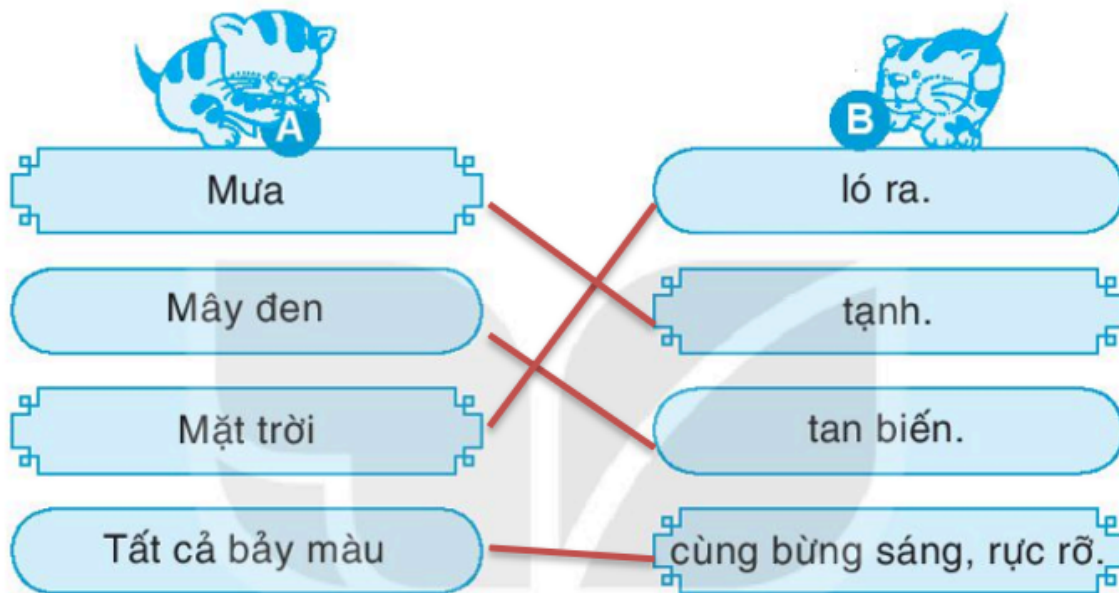 A
B
Mưa
ló ra.
Mây đen
tạnh.
Mặt trời
tan biến.
Tất cả bảy màu
cùng bừng sáng, rực rỡ.